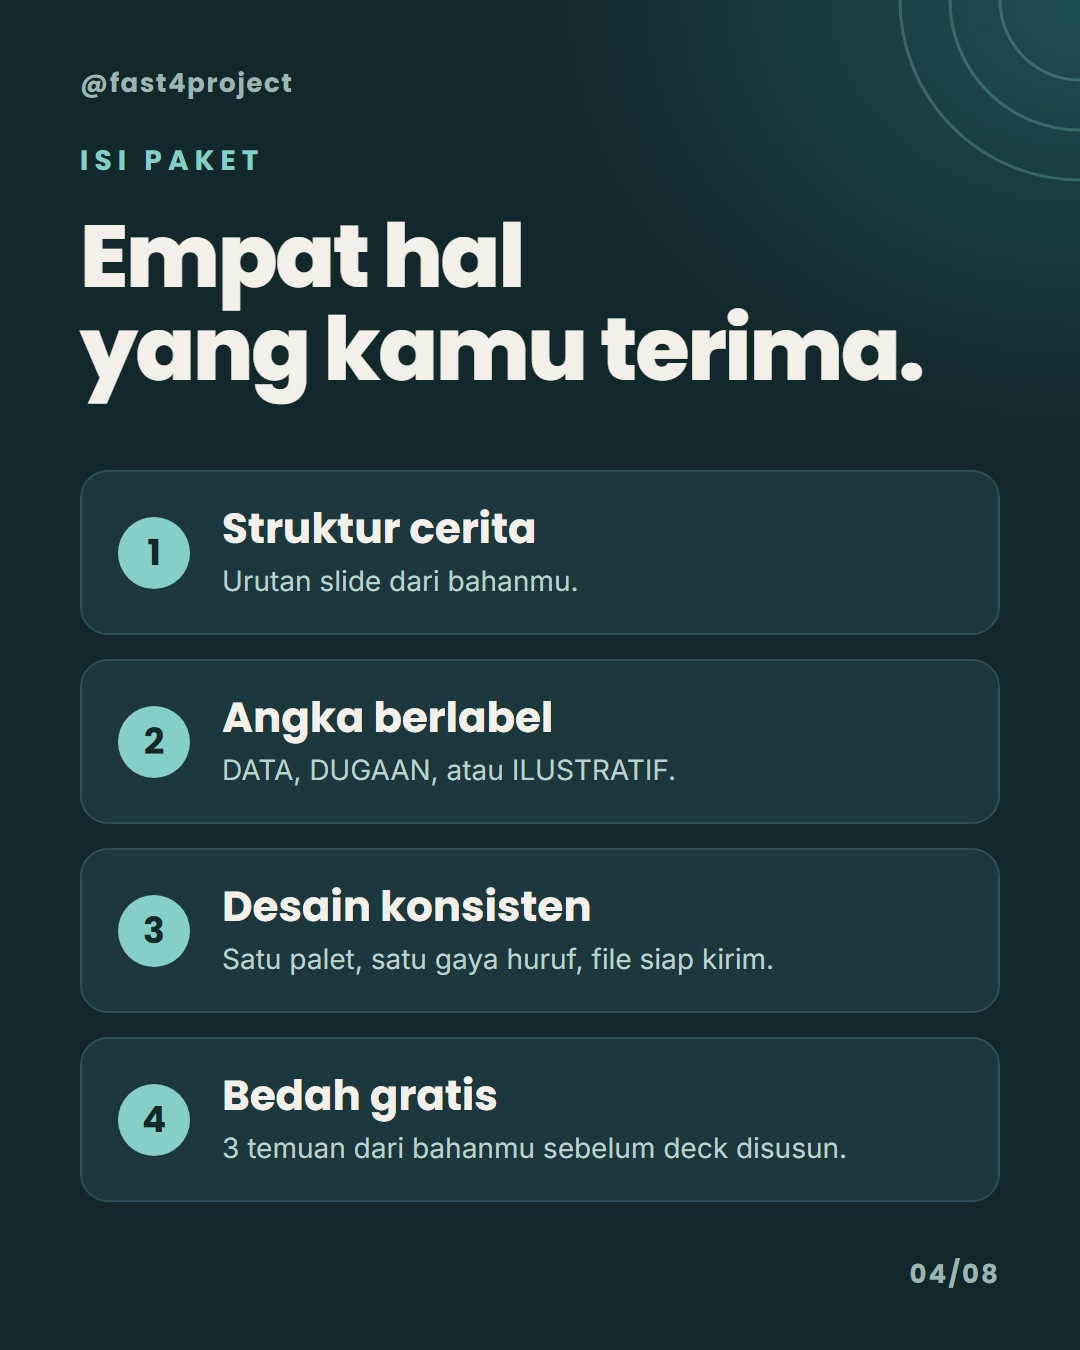 @fast4project
ISI PAKET
Empat hal
yang kamu terima.
1
Struktur cerita
Urutan slide dari bahanmu.
2
Angka berlabel
DATA, DUGAAN, atau ILUSTRATIF.
3
Desain konsisten
Satu palet, satu gaya huruf, file siap kirim.
4
Bedah gratis
3 temuan dari bahanmu sebelum deck disusun.
04/08